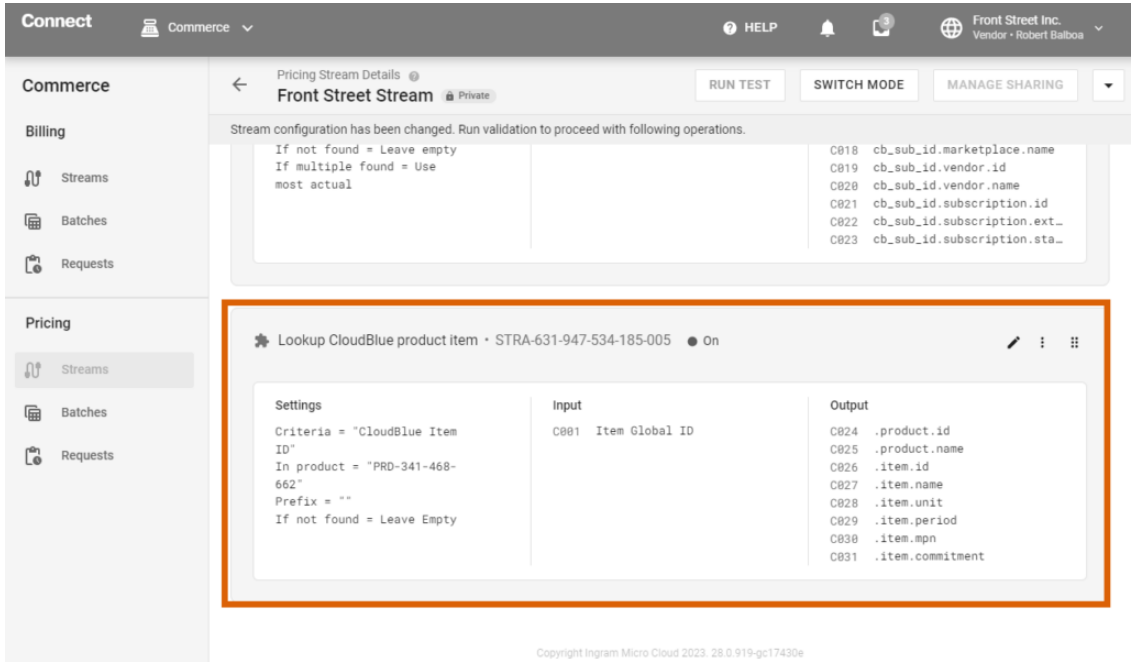 Connect
Commerce
HELP
3
Front Street Inc.
Vendor • Robert Balboa
Commerce
Billing
Streams
Batches
Requests
Pricing
Streams
Batches
Requests
Pricing Stream Details
Front Street Stream
Private
RUN TEST
SWITCH MODE
MANAGE SHARING
Stream configuration has been changed. Run validation to proceed with following operations.
If not found = Leave empty
If multiple found = Use
most actual
C018 cb_sub_id.marketplace.name
C019 cb_sub_id.vendor.id
C020 cb_sub_id.vendor.name
C021 cb_sub_id.subscription.id
C022 cb_sub_id.subscription.ext…
C023 cb_sub_id.subscription.sta…
Lookup CloudBlue product item • STRA-631-947-534-185-005 On
Settings
Criteria = "CloudBlue Item
ID"
In product = "PRD-341-468-
662"
Prefix = ""
If not found = Leave Empty
Input
C001 Item Global ID
Output
C024 .product.id
C025 .product.name
C026 .item.id
C027 .item.name
C028 .item.unit
C029 .item.period
C030 .item.mpn
C031 .item.commitment
Copyright Ingram Micro Cloud 2023. 28.0.919-gc17430e